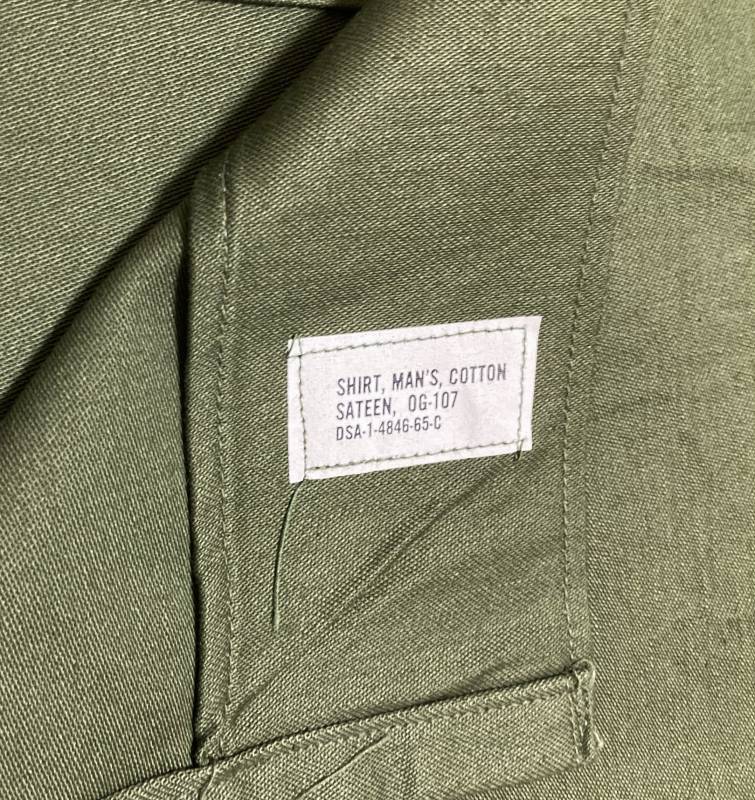 SHIRT, MAN'S, COTTON
SATEEN, OG-107
DSA-1-4846-65-C